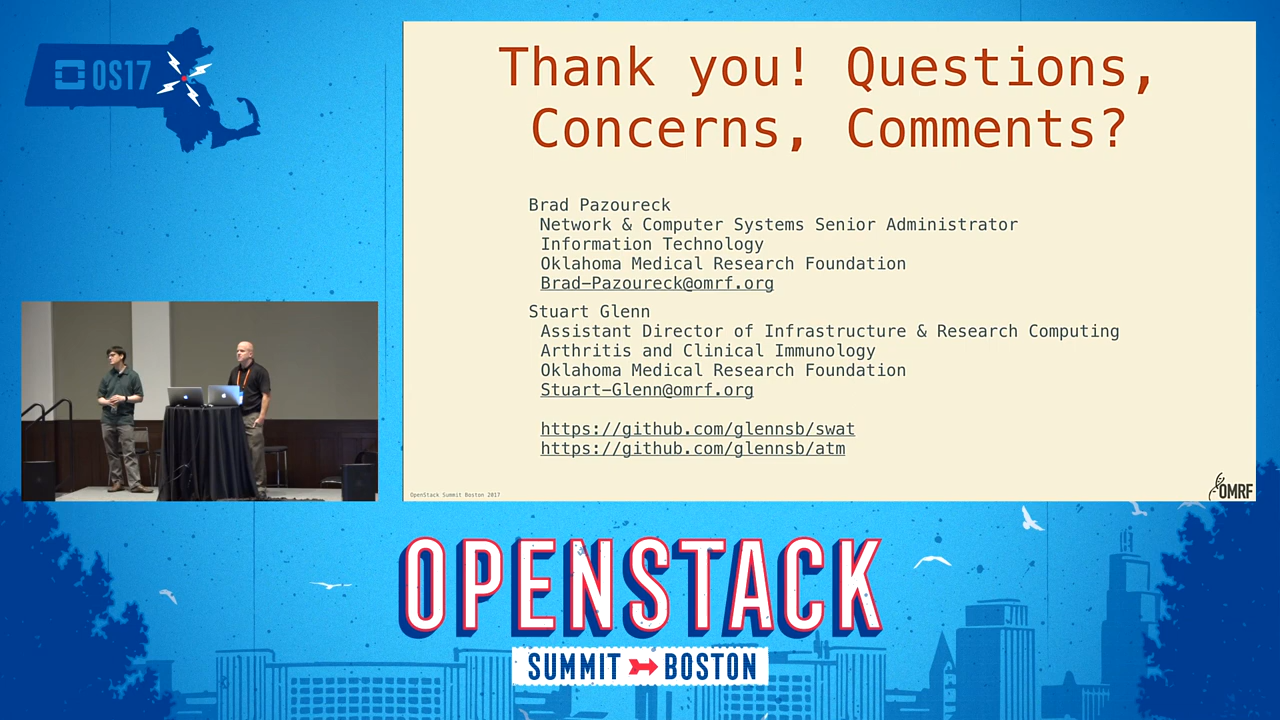 OS17
Thank you! Questions,
Concerns, Comments?
Brad Pazoureck
Network & Computer Systems Senior Administrator
Information Technology
Oklahoma Medical Research Foundation
Brad-Pazoureck@omrf.org
Stuart Glenn
Assistant Director of Infrastructure & Research Computing
Arthritis and Clinical Immunology
Oklahoma Medical Research Foundation
Stuart-Glenn@omrf.org
https://github.com/glennsb/swat
https://github.com/glennsb/atm
OpenStack Summit Boston 2017
OMRF
OPENSTACK
SUMMIT BOSTON